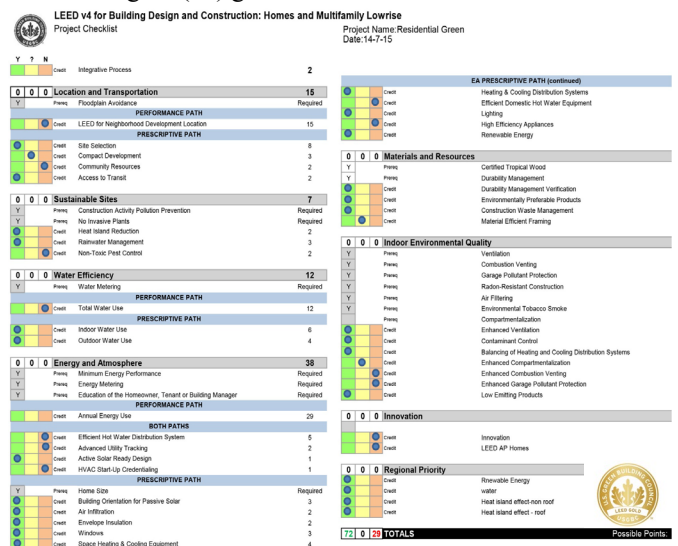 LEED v4 for Building Design and Construction: Homes and Multifamily Lowrise
Project Checklist
Project Name:Residential Green
Date:14-7-15
Y ? N
Credit Integrative Process 2
0 0 0 Location and Transportation 15
Y Prereq Floodplain Avoidance Required
PERFORMANCE PATH
Credit LEED for Neighborhood Development Location 15
PRESCRIPTIVE PATH
Credit Site Selection 8
Credit Compact Development 3
Credit Community Resources 2
Credit Access to Transit 2
0 0 0 Sustainable Sites 7
Y Prereq Construction Activity Pollution Prevention Required
Y Prereq No Invasive Plants Required
Credit Heat Island Reduction 2
Credit Rainwater Management 3
Credit Non-Toxic Pest Control 2
0 0 0 Water Efficiency 12
Y Prereq Water Metering Required
PERFORMANCE PATH
Credit Total Water Use 12
PRESCRIPTIVE PATH
Credit Indoor Water Use 6
Credit Outdoor Water Use 4
0 0 0 Energy and Atmosphere 38
Y Prereq Minimum Energy Performance Required
Y Prereq Energy Metering Required
Y Prereq Education of the Homeowner, Tenant or Building Manager Required
PERFORMANCE PATH
Credit Annual Energy Use 29
BOTH PATHS
Credit Efficient Hot Water Distribution System 5
Credit Advanced Utility Tracking 2
Credit Active Solar Ready Design 1
Credit HVAC Start-Up Credentialing 1
PRESCRIPTIVE PATH
Y Prereq Home Size Required
Credit Building Orientation for Passive Solar 3
Credit Air Infiltration 2
Credit Envelope Insulation 2
Credit Windows 3
Credit Space Heating & Cooling Equipment 4
EA PRESCRIPTIVE PATH (continued)
Credit Heating & Cooling Distribution Systems
Credit Efficient Domestic Hot Water Equipment
Credit Lighting
Credit High Efficiency Appliances
Credit Renewable Energy
0 0 0 Materials and Resources
Y Prereq Certified Tropical Wood
Y Prereq Durability Management
Credit Durability Management Verification
Credit Environmentally Preferable Products
Credit Construction Waste Management
Credit Material Efficient Framing
0 0 0 Indoor Environmental Quality
Y Prereq Ventilation
Y Prereq Combustion Venting
Y Prereq Garage Pollutant Protection
Y Prereq Radon-Resistant Construction
Y Prereq Air Filtering
Y Prereq Environmental Tobacco Smoke
Prereq Compartmentalization
Credit Enhanced Ventilation
Credit Contaminant Control
Credit Balancing of Heating and Cooling Distribution Systems
Credit Enhanced Compartmentalization
Credit Enhanced Combustion Venting
Credit Enhanced Garage Pollutant Protection
Credit Low Emitting Products
0 0 0 Innovation
Credit Innovation
Credit LEED AP Homes
0 0 0 Regional Priority
Credit Rnewable Energy
Credit water
Credit Heat island effect-non roof
Credit Heat island effect - roof
GREEN BUILDING COUNCIL
LEED GOLD
USGBC
72 0 29 TOTALS Possible Points: